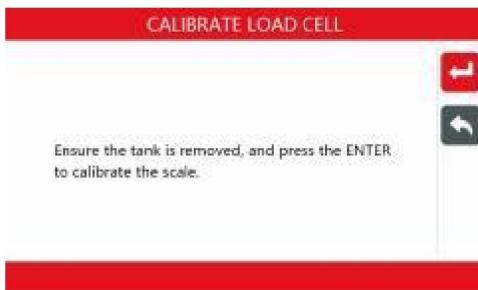 CALIBRATE LOAD CELL
Ensure the tank is removed, and press the ENTER
to calibrate the scale.